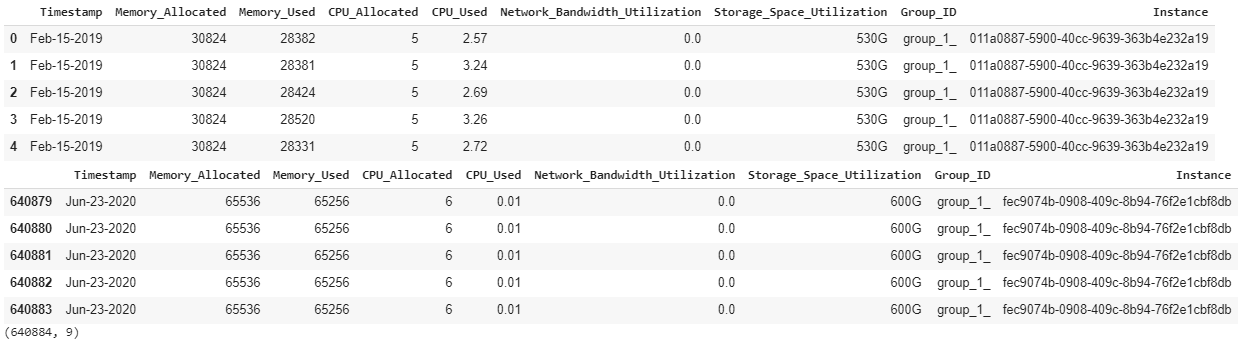 Timestamp Memory_Allocated Memory_Used CPU_Allocated CPU_Used Network_Bandwidth_Utilization Storage_Space_Utilization Group_ID Instance
0 Feb-15-2019 30824 28382 5 2.57 0.0 530G group_1_ 011a0887-5900-40cc-9639-363b4e232a19
1 Feb-15-2019 30824 28381 5 3.24 0.0 530G group_1_ 011a0887-5900-40cc-9639-363b4e232a19
2 Feb-15-2019 30824 28424 5 2.69 0.0 530G group_1_ 011a0887-5900-40cc-9639-363b4e232a19
3 Feb-15-2019 30824 28520 5 3.26 0.0 530G group_1_ 011a0887-5900-40cc-9639-363b4e232a19
4 Feb-15-2019 30824 28331 5 2.72 0.0 530G group_1_ 011a0887-5900-40cc-9639-363b4e232a19
Timestamp Memory_Allocated Memory_Used CPU_Allocated CPU_Used Network_Bandwidth_Utilization Storage_Space_Utilization Group_ID Instance
640879 Jun-23-2020 65536 65256 6 0.01 0.0 600G group_1_ fec9074b-0908-409c-8b94-76f2e1cbf8db
640880 Jun-23-2020 65536 65256 6 0.01 0.0 600G group_1_ fec9074b-0908-409c-8b94-76f2e1cbf8db
640881 Jun-23-2020 65536 65256 6 0.01 0.0 600G group_1_ fec9074b-0908-409c-8b94-76f2e1cbf8db
640882 Jun-23-2020 65536 65256 6 0.01 0.0 600G group_1_ fec9074b-0908-409c-8b94-76f2e1cbf8db
640883 Jun-23-2020 65536 65256 6 0.01 0.0 600G group_1_ fec9074b-0908-409c-8b94-76f2e1cbf8db
(640884, 9)